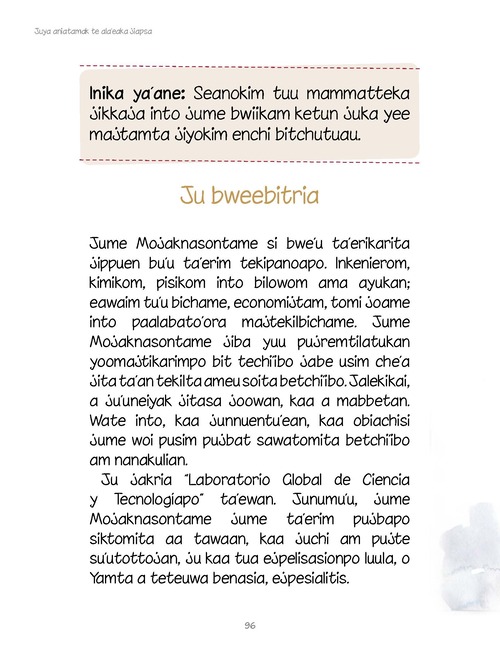 Juya aniatamak te ala'eaka Jiapsa
Inika ya'ane: Seanokim tuu mammatteka
jikkaja into jume bwiikam ketun juka yee
majtamta jiyokim enchi bitchutuau.
Ju bweebitria
Jume Mojaknasontame si bwe'u ta'erikarita
jippuen bu'u ta'erim tekipanoapo. Inkenierom,
kimikom, pisikom into bilowom ama ayukan;
eawaim tu'u bichame, economijtam, tomi joame
into paalabato'ora majtekilbichame. Jume
Mojaknasontame jiba yuu pujremtilatukan
yoomajtikarimpo bit techi'ibo jabe usim che'a
jita ta'an tekilta ameu soita betchi'ibo. Jalekikai,
a ju'uneiyak jitasa joowan, kaa a mabbetan.
Wate into, kaa junnuentu'ean, kaa obiachisi
jume woi pusim pujbat sawatomita betchi'ibo
am nanakulian.
Ju jakria "Laboratorio Global de Ciencia
y Tecnologiapo" ta'ewan. Junumu'u, jume
Mojaknasontame jume ta'erim pujbapo
siktomita aa tawaan, kaa juchi am pujte
su'utottojan, ju kaa tua ejpelisasionpo luula, o
Yamta a teteuwa benasia, ejpesialitis.
96